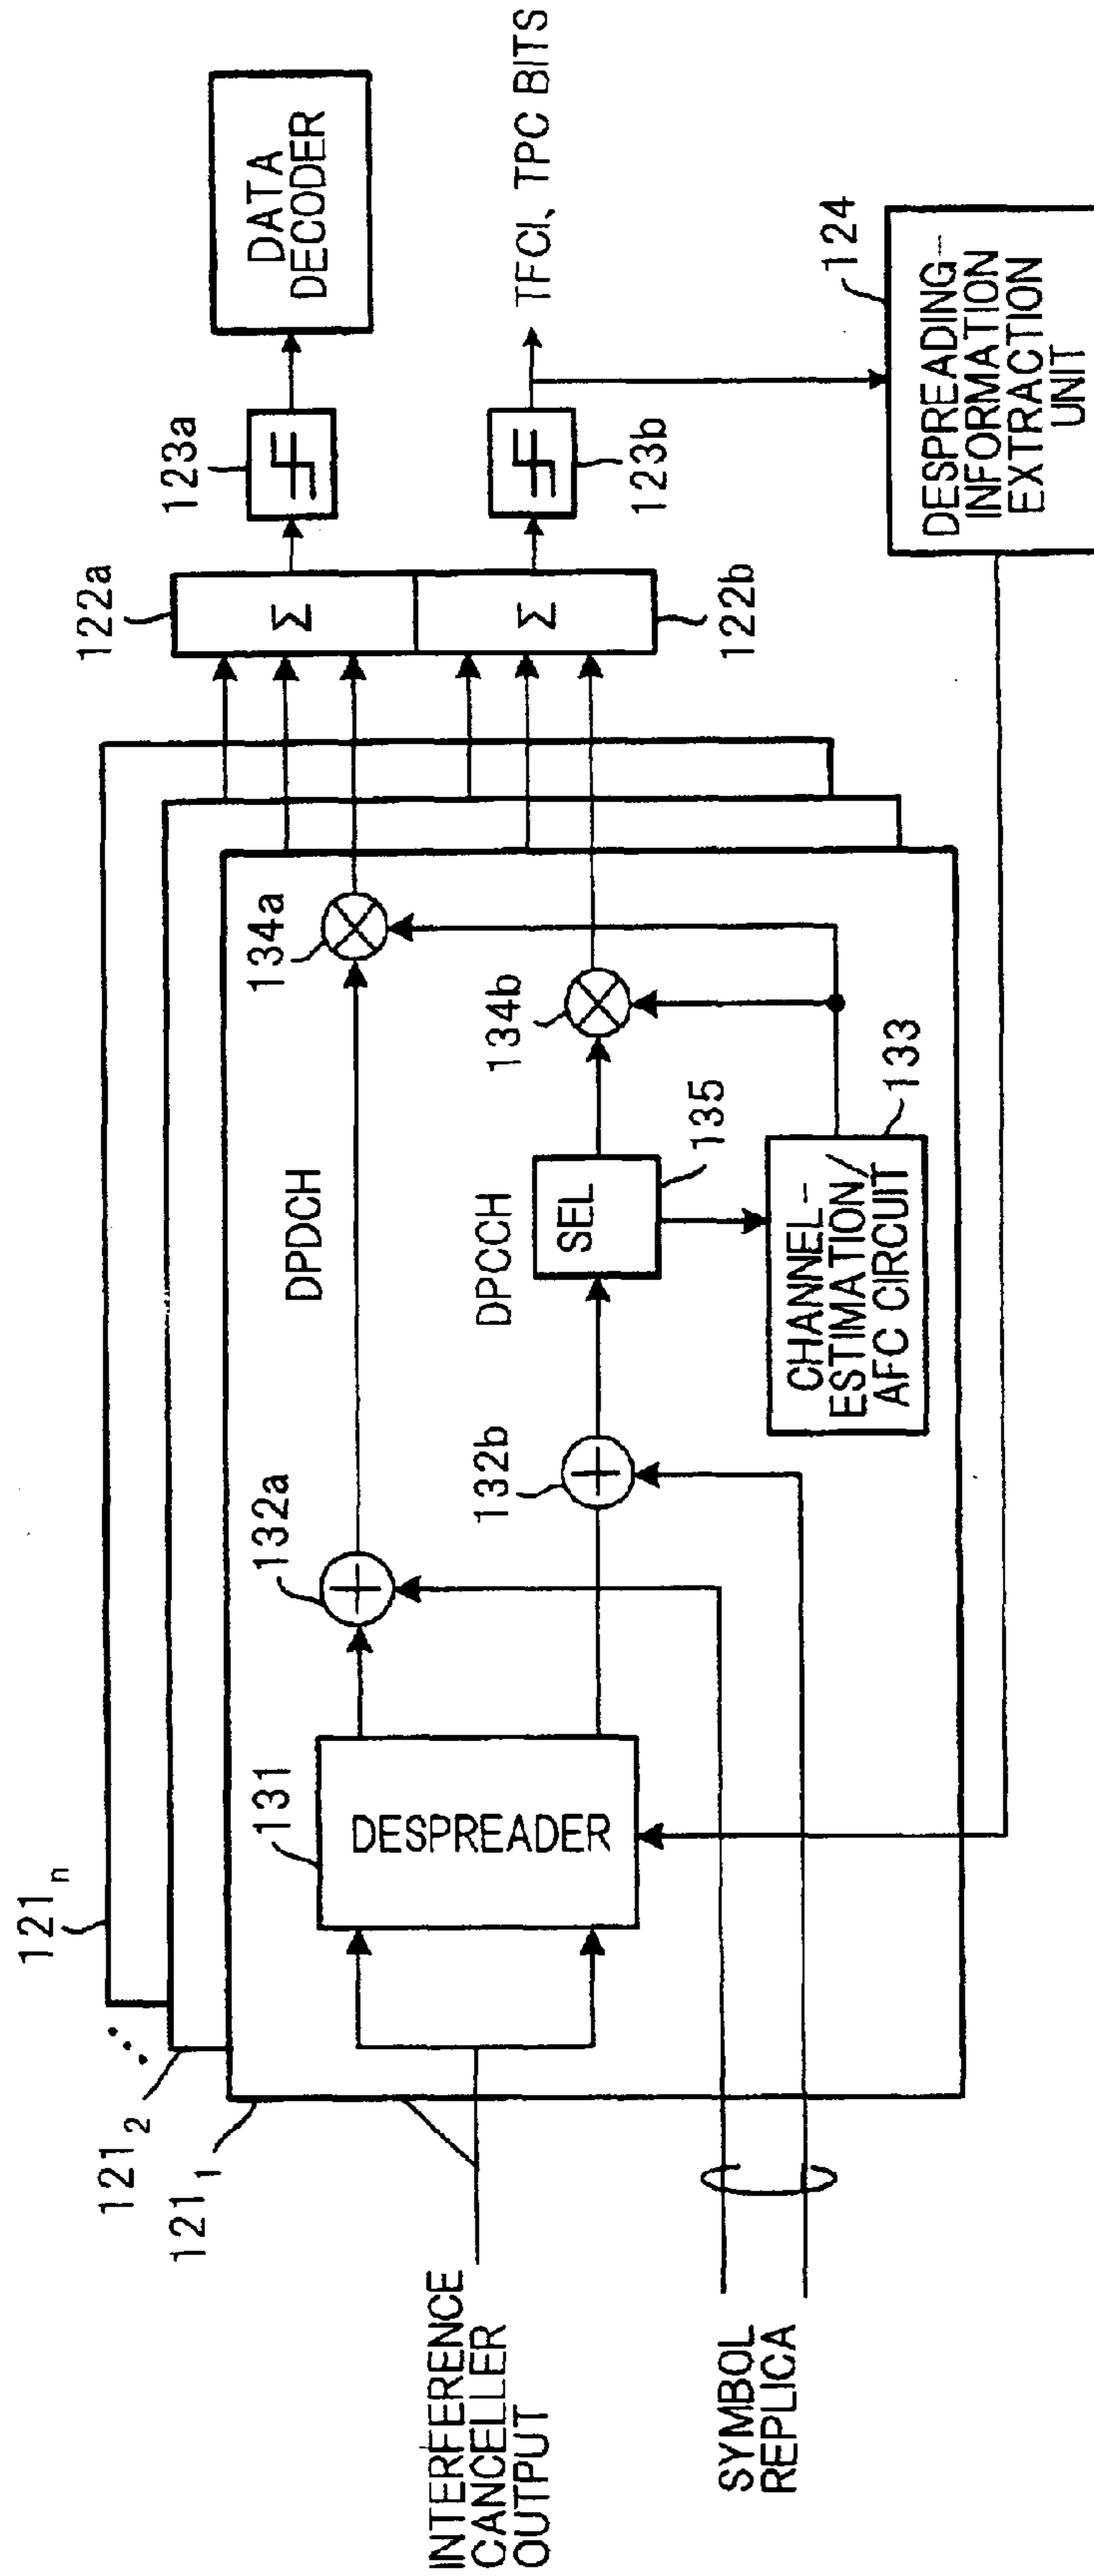 INTERFERENCE
CANCELLER
OUTPUT
SYMBOL
REPLICA
121₁
121₂
121ₙ
131
DESPREADER
132a
132b
DPDCH
DPCCH
SEL
135
CHANNEL-
ESTIMATION/
AFC CIRCUIT
133
134a
134b
122a
Σ
Σ
122b
123a
123b
DATA
DECODER
TFCI、TPC BITS
124
DESPREADING-
INFORMATION
EXTRACTION
UNIT